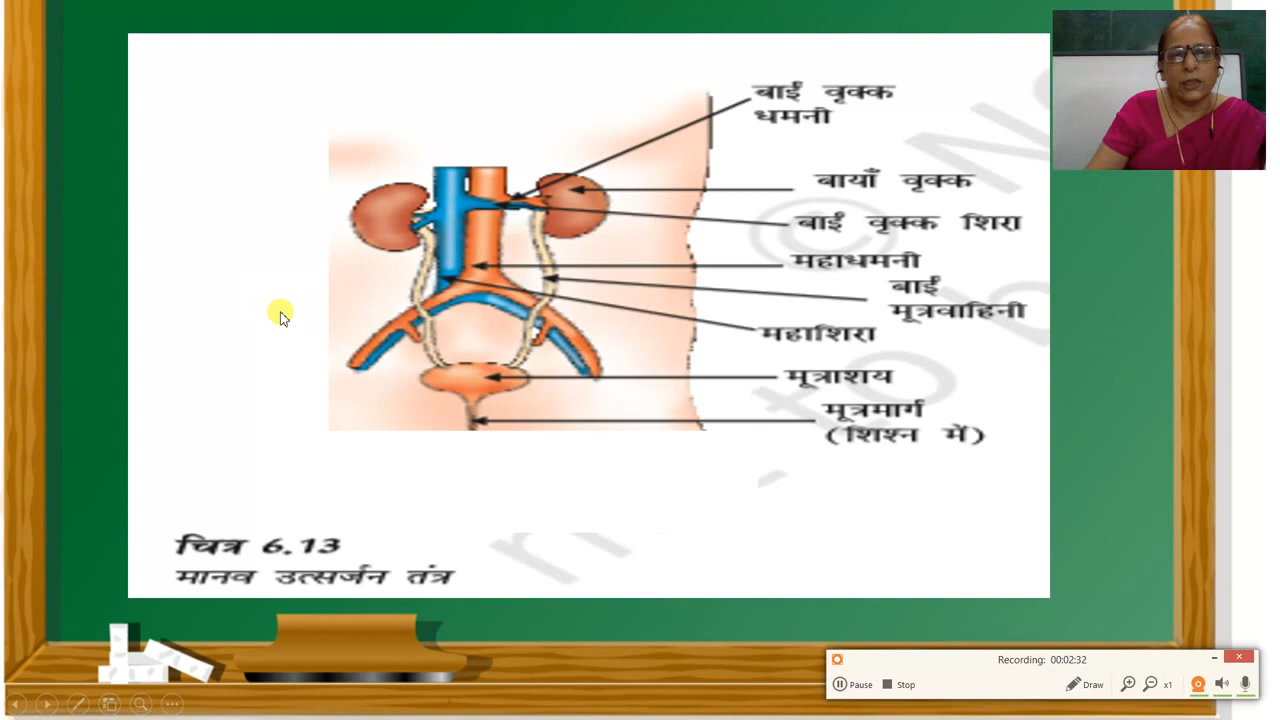 बाईं वृक्क
धमनी
बायाँ वृक्क
बाईं वृक्क शिरा
महाधमनी
बाईं
मूत्रवाहिनी
महाशिरा
मूत्राशय
मूत्रमार्ग
(शिश्न में)
चित्र 6.13
मानव उत्सर्जन तंत्र
Recording: 00:02:32
Pause Stop Draw x1